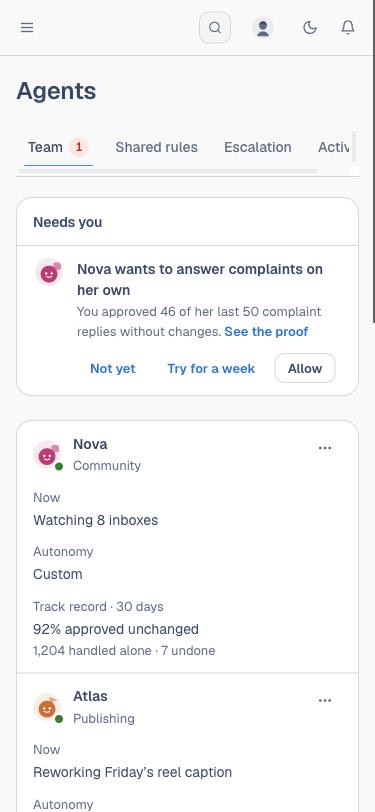 Agents
Team 1 Shared rules Escalation Activ
Needs you
Nova wants to answer complaints on
her own
You approved 46 of her last 50 complaint
replies without changes. See the proof
Not yet Try for a week Allow
Nova
Community
Now
Watching 8 inboxes
Autonomy
Custom
Track record · 30 days
92% approved unchanged
1,204 handled alone · 7 undone
Atlas
Publishing
Now
Reworking Friday's reel caption
Autonomy